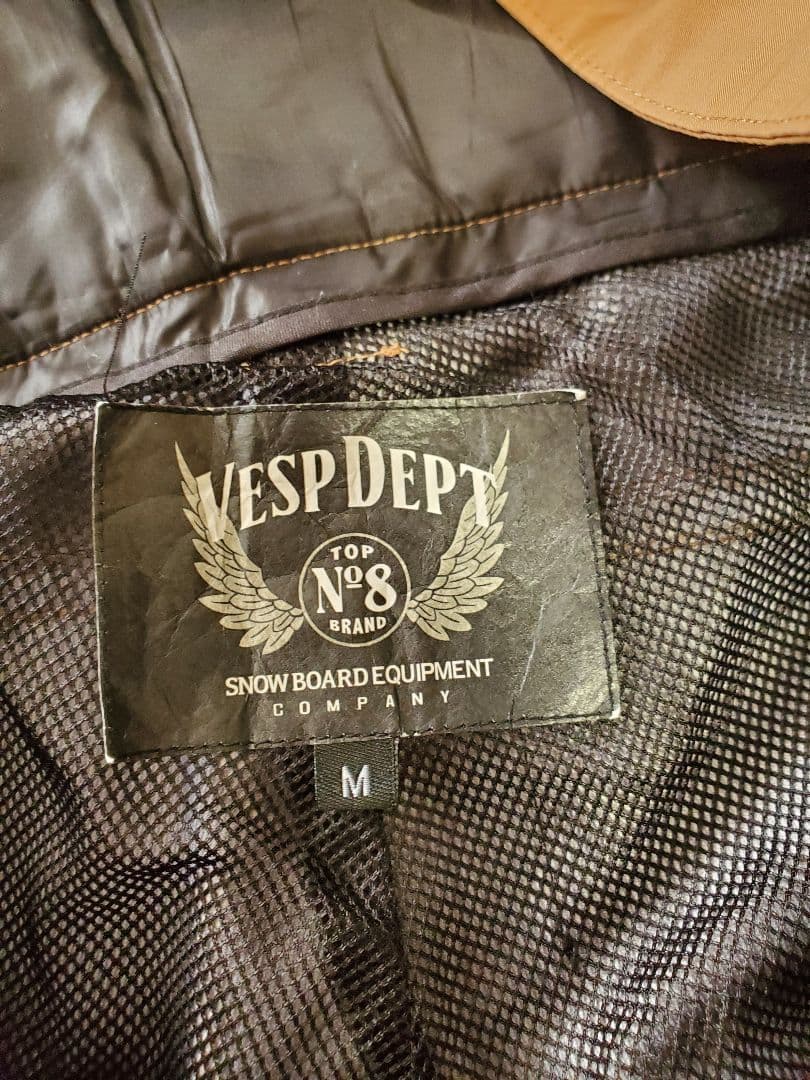 VESP DEPT
TOP
Nº8
BRAND
SNOW BOARD EQUIPMENT
COMPANY
M